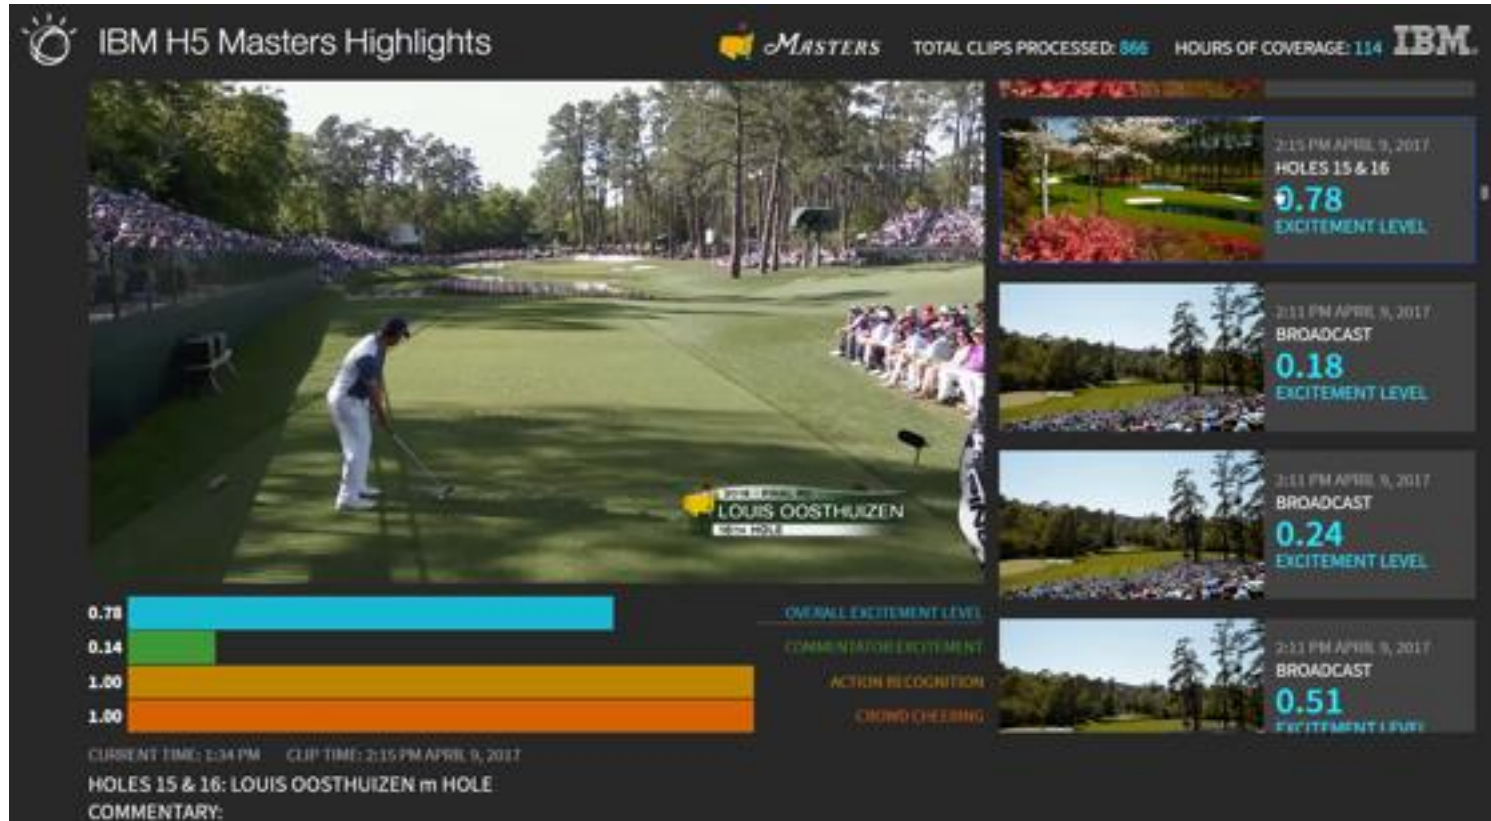 IBM H5 Masters Highlights
MASTERS
TOTAL CLIPS PROCESSED: 866
HOURS OF COVERAGE: 114
IBM
LOUIS OOSTHUIZEN
16TH HOLE
2:15 PM APRIL 9, 2017
HOLES 15 & 16
0.78
EXCITEMENT LEVEL
2:11 PM APRIL 9, 2017
BROADCAST
0.18
EXCITEMENT LEVEL
2:11 PM APRIL 9, 2017
BROADCAST
0.24
EXCITEMENT LEVEL
2:11 PM APRIL 9, 2017
BROADCAST
0.51
EXCITEMENT LEVEL
0.78 OVERALL EXCITEMENT LEVEL
0.14 COMMENTATOR EXCITEMENT
1.00 ACTION RECOGNITION
1.00 CROWD CHEERING
CURRENT TIME: 1:34 PM CLIP TIME: 2:15 PM APRIL 9, 2017
HOLES 15 & 16: LOUIS OOSTHUIZEN m HOLE
COMMENTARY: